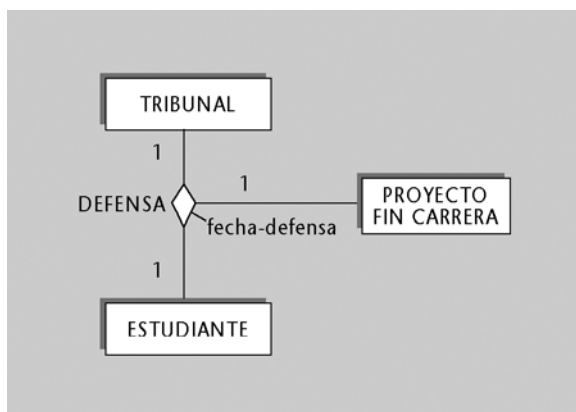 TRIBUNAL
1
1
DEFENSA
PROYECTO
FIN CARRERA
fecha-defensa
1
ESTUDIANTE